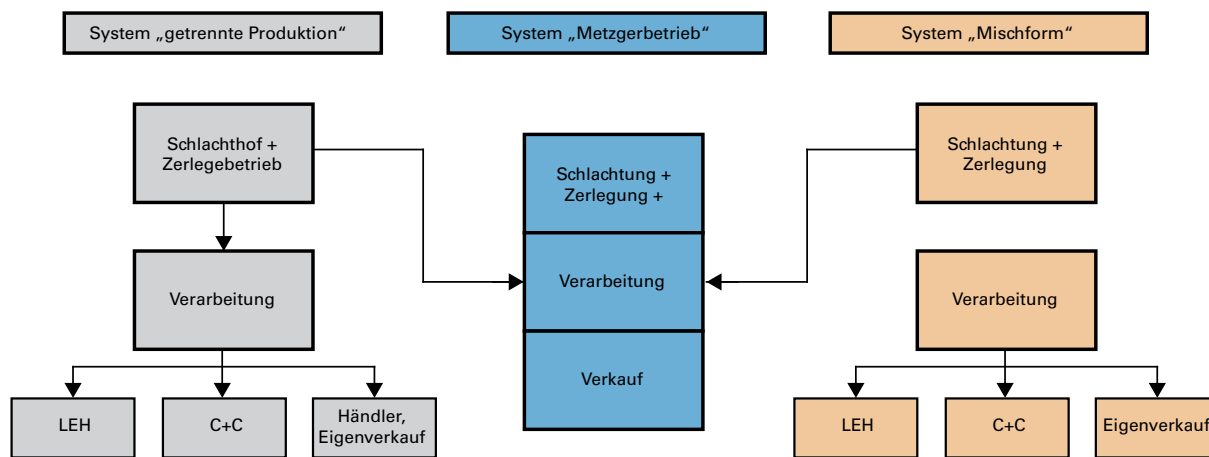 System „getrennte Produktion“
System „Metzgerbetrieb“
System „Mischform“
Schlachthof +
Zerlegebetrieb
Schlachtung +
Zerlegung +
Schlachtung +
Zerlegung
Verarbeitung
Verarbeitung
Verarbeitung
Verkauf
LEH
C+C
Händler,
Eigenverkauf
LEH
C+C
Eigenverkauf